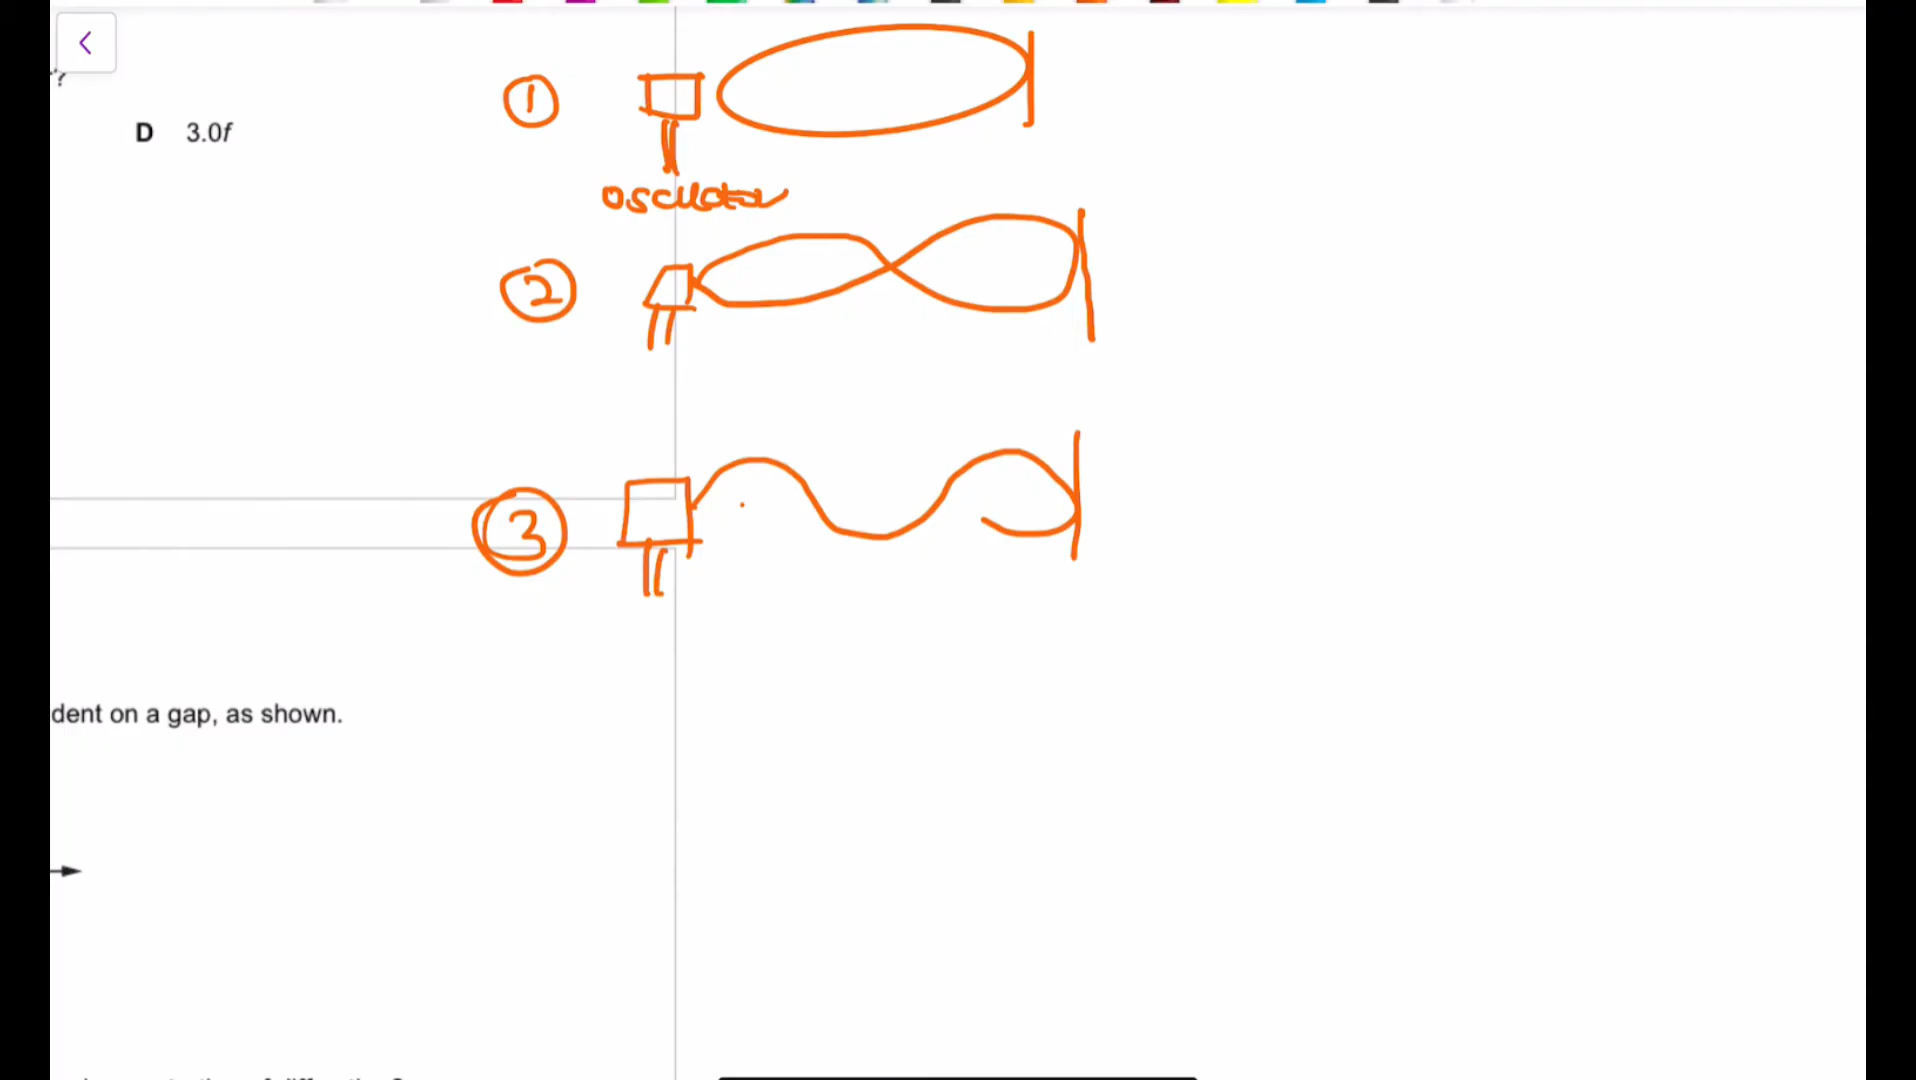 ?
①
D 3.0f
oscillator
②
③
dent on a gap, as shown.